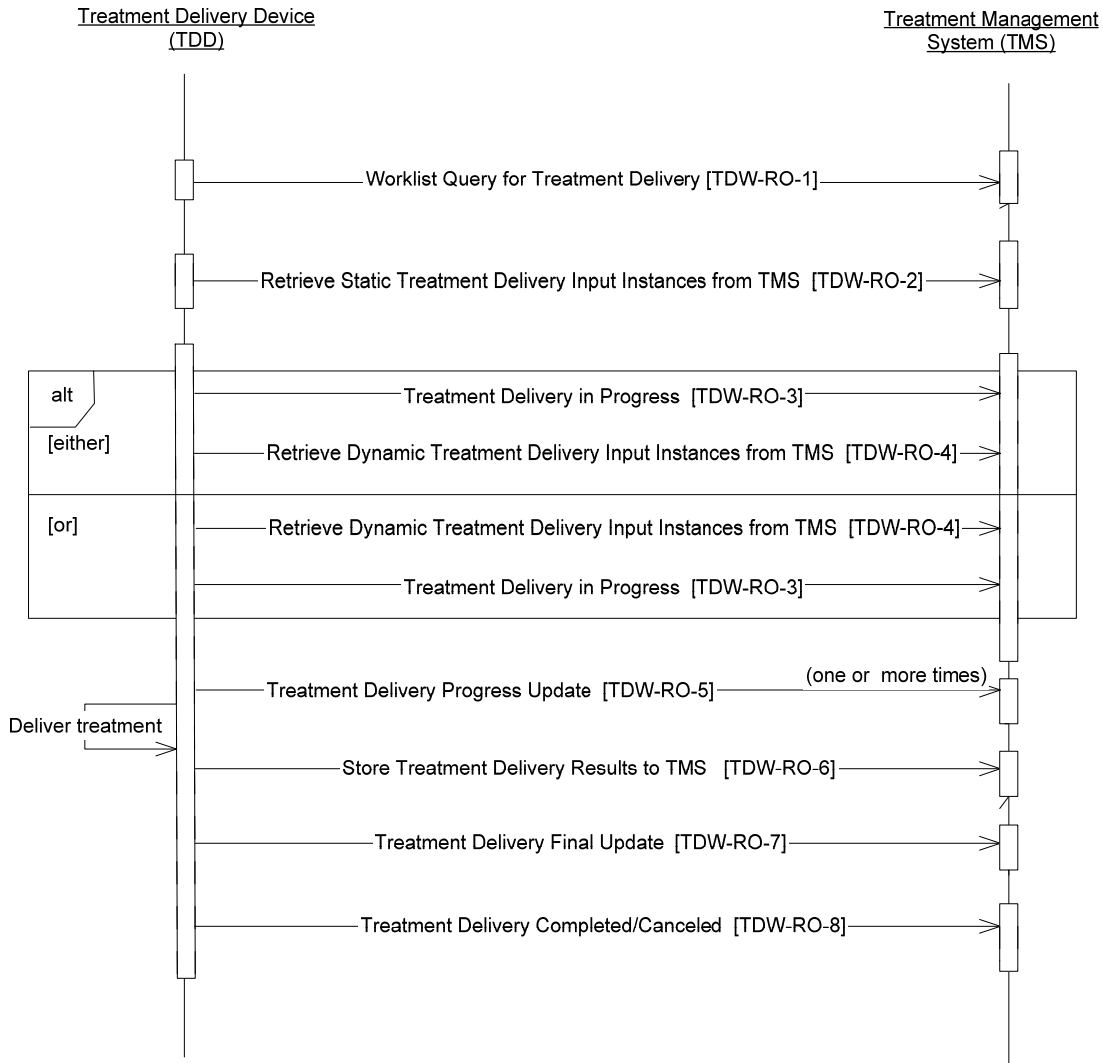 Treatment Delivery Device
(TDD)
Treatment Management
System (TMS)
Worklist Query for Treatment Delivery [TDW-RO-1]
Retrieve Static Treatment Delivery Input Instances from TMS [TDW-RO-2]
alt
Treatment Delivery in Progress [TDW-RO-3]
[either]
Retrieve Dynamic Treatment Delivery Input Instances from TMS [TDW-RO-4]
[or]
Retrieve Dynamic Treatment Delivery Input Instances from TMS [TDW-RO-4]
Treatment Delivery in Progress [TDW-RO-3]
(one or more times)
Treatment Delivery Progress Update [TDW-RO-5]
Deliver treatment
Store Treatment Delivery Results to TMS [TDW-RO-6]
Treatment Delivery Final Update [TDW-RO-7]
Treatment Delivery Completed/Canceled [TDW-RO-8]